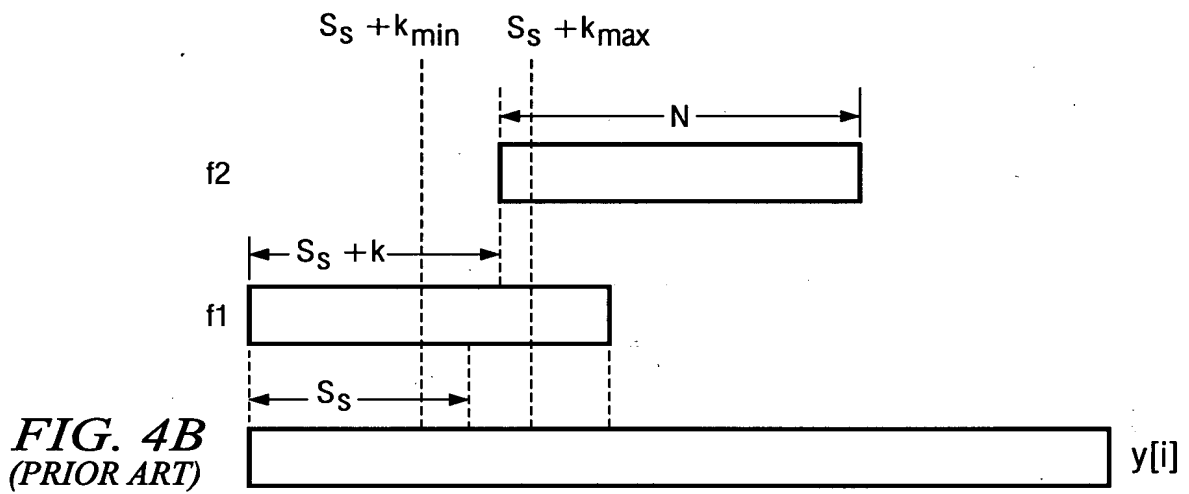 S_s + k_min S_s + k_max
N
f2
S_s + k
f1
S_s
FIG. 4B
(PRIOR ART)
y[i]